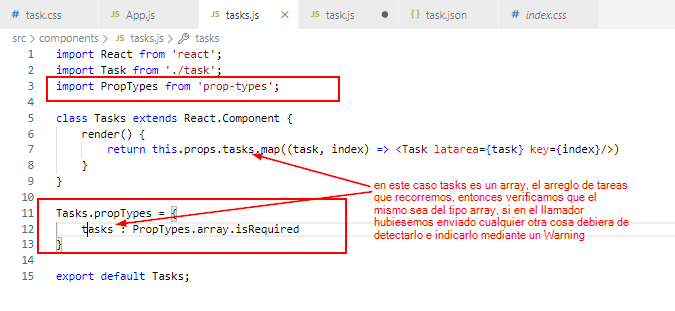 # task.css JS App.js JS tasks.js × JS task.js ● {} task.json # index.css
src > components > JS tasks.js > tasks
1 import React from 'react';
2 import Task from './task';
3 import PropTypes from 'prop-types';
4
5 class Tasks extends React.Component {
6 render() {
7 return this.props.tasks.map((task, index) => <Task latarea={task} key={index}/>)
8 }
9 }
10
en este caso tasks es un array, el arreglo de tareas
que recorremos, entonces verificamos que el
mismo sea del tipo array, si en el llamador
hubiesemos enviado cualquier otra cosa debiera de
detectarlo e indicarlo mediante un Warning
11 Tasks.propTypes = {
12 tasks : PropTypes.array.isRequired
13 }
14
15 export default Tasks;